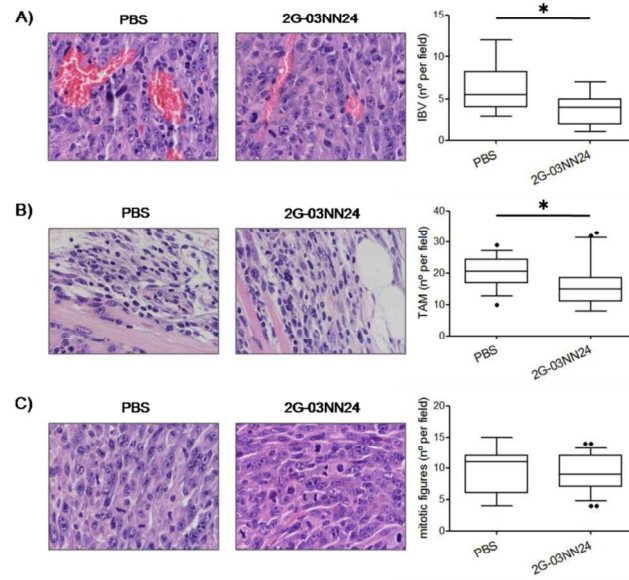 A)
PBS
2G-03NN24
*
IBV (nº per field)
15
10
5
0
PBS
2G-03NN24
B)
PBS
2G-03NN24
*
TAM (nº per field)
40
30
20
10
0
PBS
2G-03NN24
C)
PBS
2G-03NN24
mitotic figures (nº per field)
20
15
10
5
0
PBS
2G-03NN24